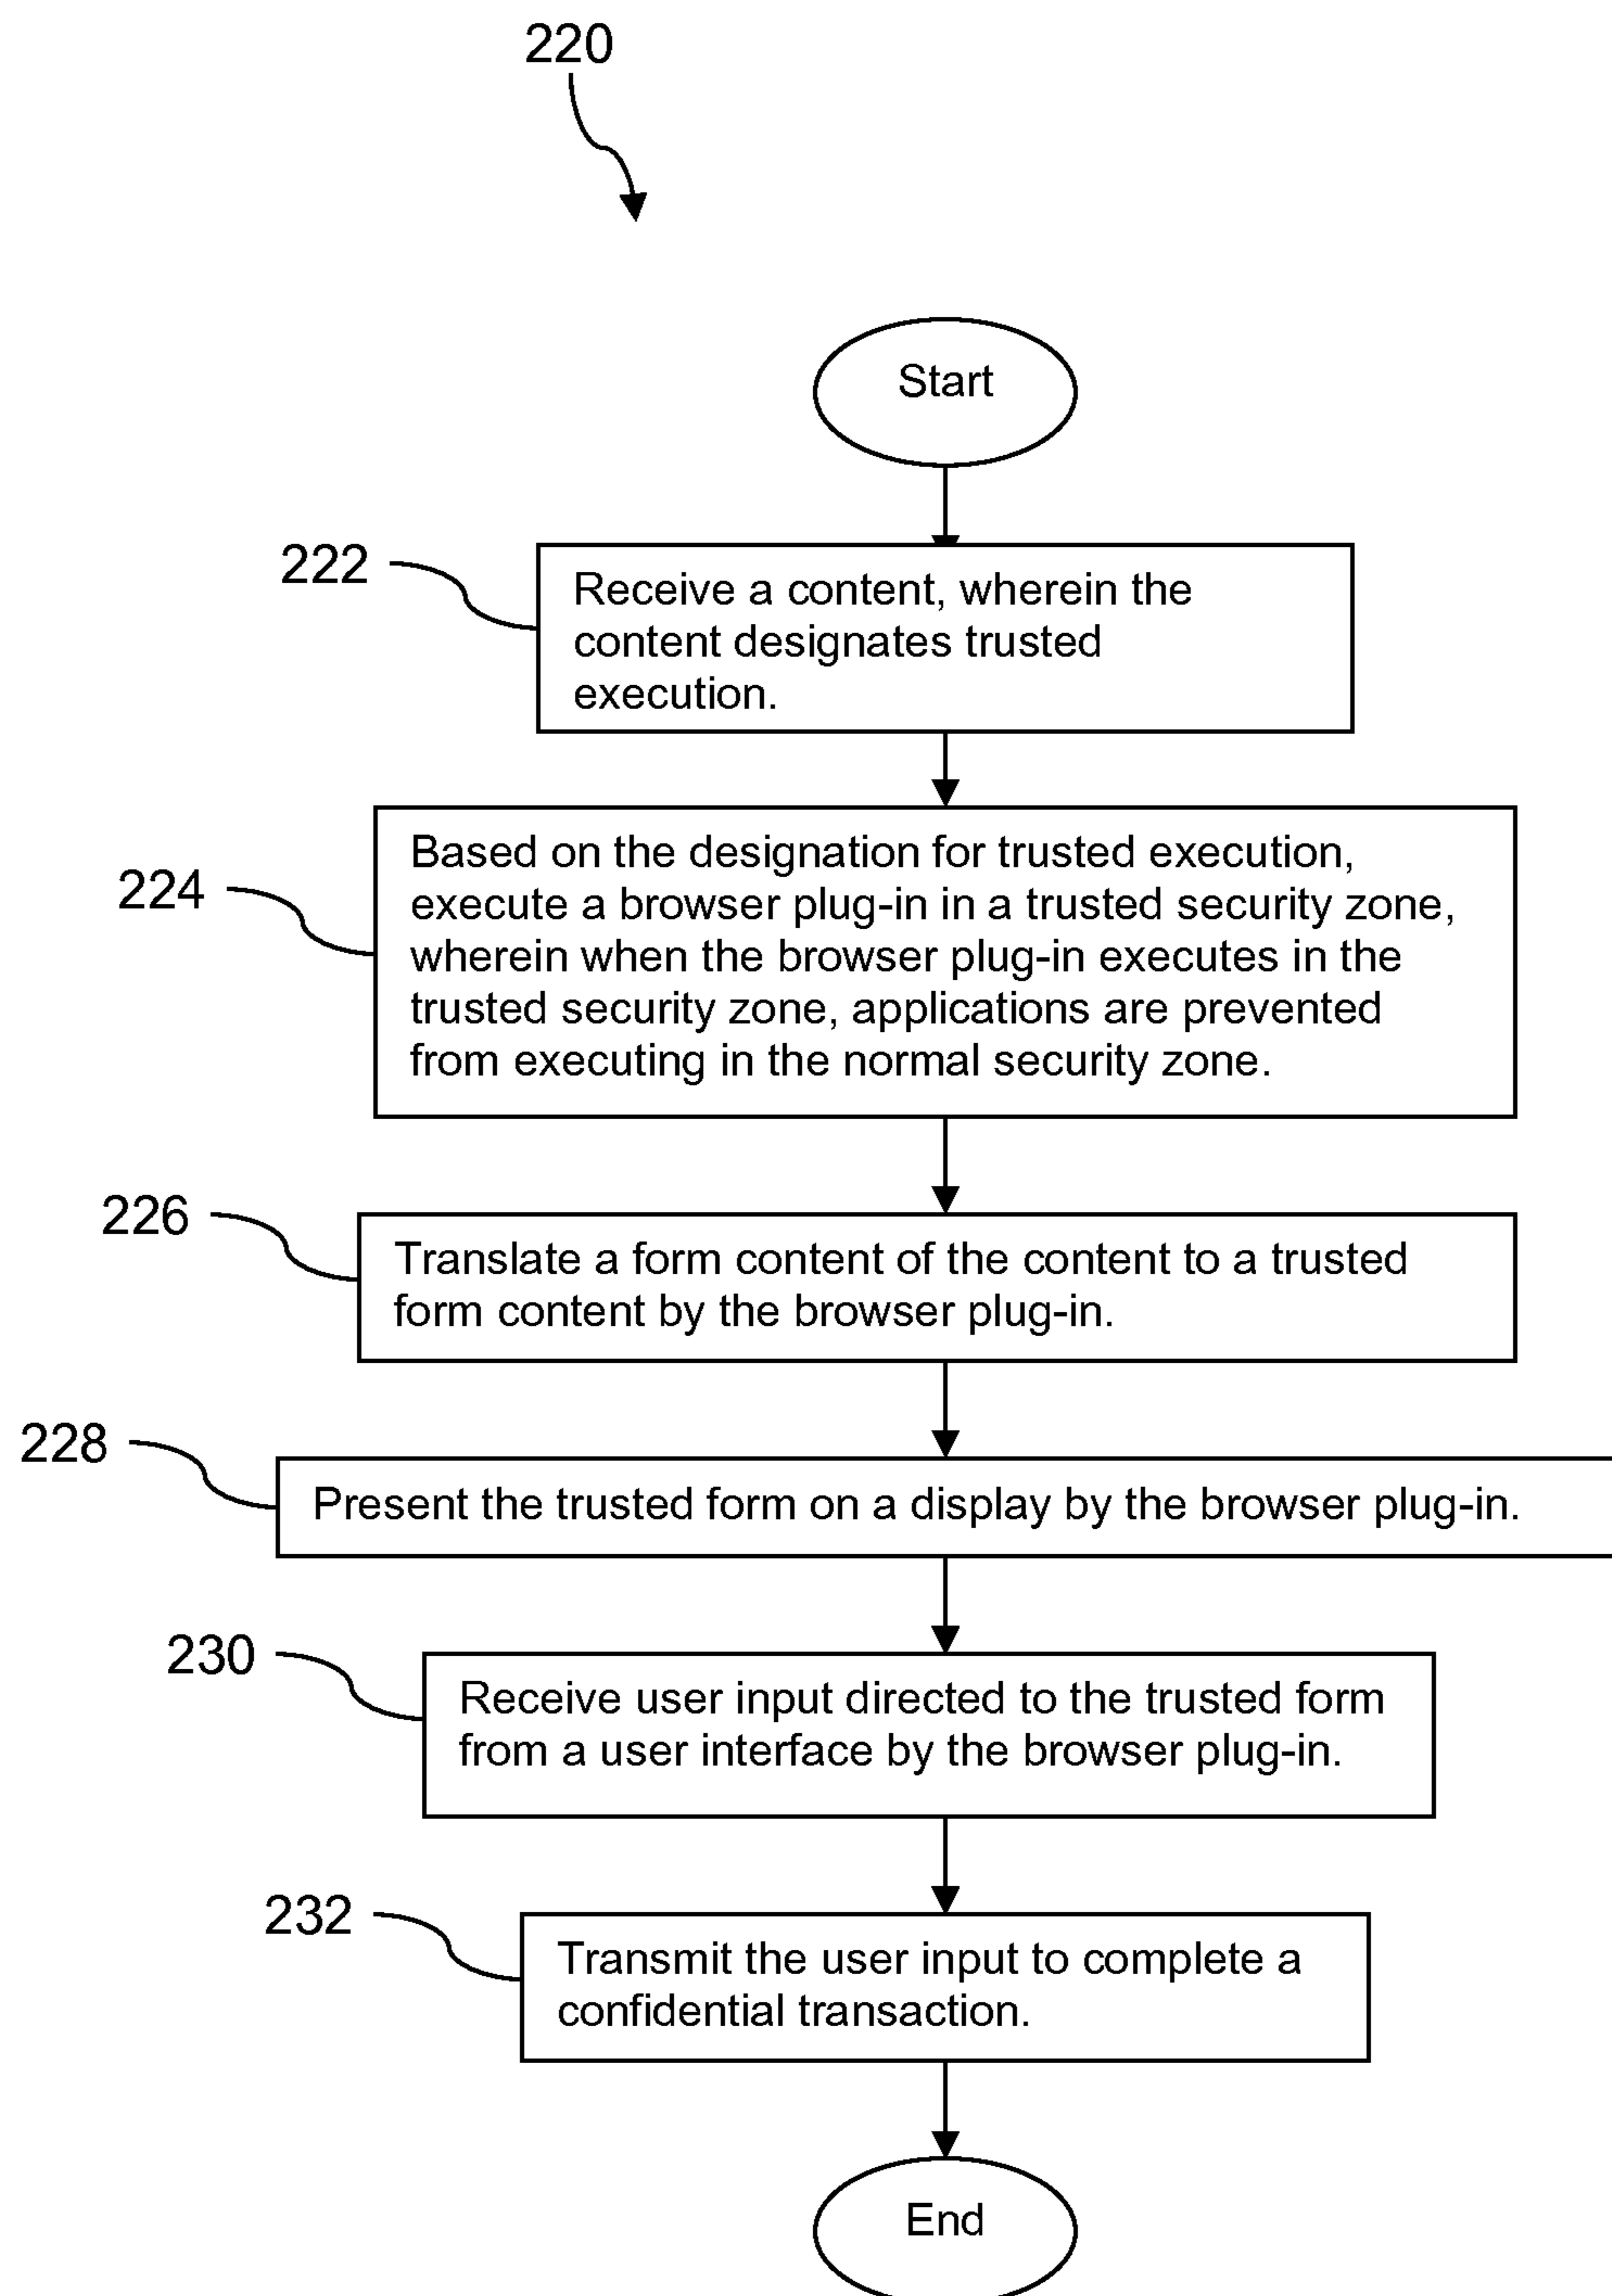 220
Start
222
Receive a content, wherein the
content designates trusted
execution.
224
Based on the designation for trusted execution,
execute a browser plug-in in a trusted security zone,
wherein when the browser plug-in executes in the
trusted security zone, applications are prevented
from executing in the normal security zone.
226
Translate a form content of the content to a trusted
form content by the browser plug-in.
228
Present the trusted form on a display by the browser plug-in.
230
Receive user input directed to the trusted form
from a user interface by the browser plug-in.
232
Transmit the user input to complete a
confidential transaction.
End